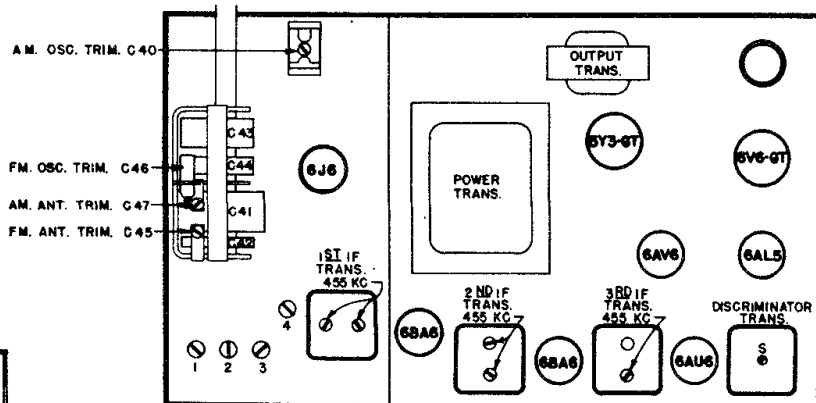 AM. OSC. TRIM. C40
OUTPUT
TRANS.
C43
5Y3-GT
6V6-GT
FM. OSC. TRIM. C46
C44
6J6
AM. ANT. TRIM. C47
C41
POWER
TRANS.
FM. ANT. TRIM. C45
C42
6AV6
6AL5
1ST IF
TRANS.
455 KC
2ND IF
TRANS.
455 KC
3RD IF
TRANS.
455 KC
DISCRIMINATOR
TRANS.
4
6BA6
6BA6
6AU6
S
1 2 3